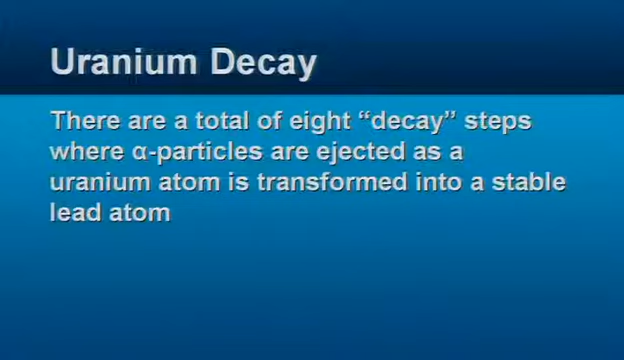 Uranium Decay
There are a total of eight “decay” steps
where α-particles are ejected as a
uranium atom is transformed into a stable
lead atom